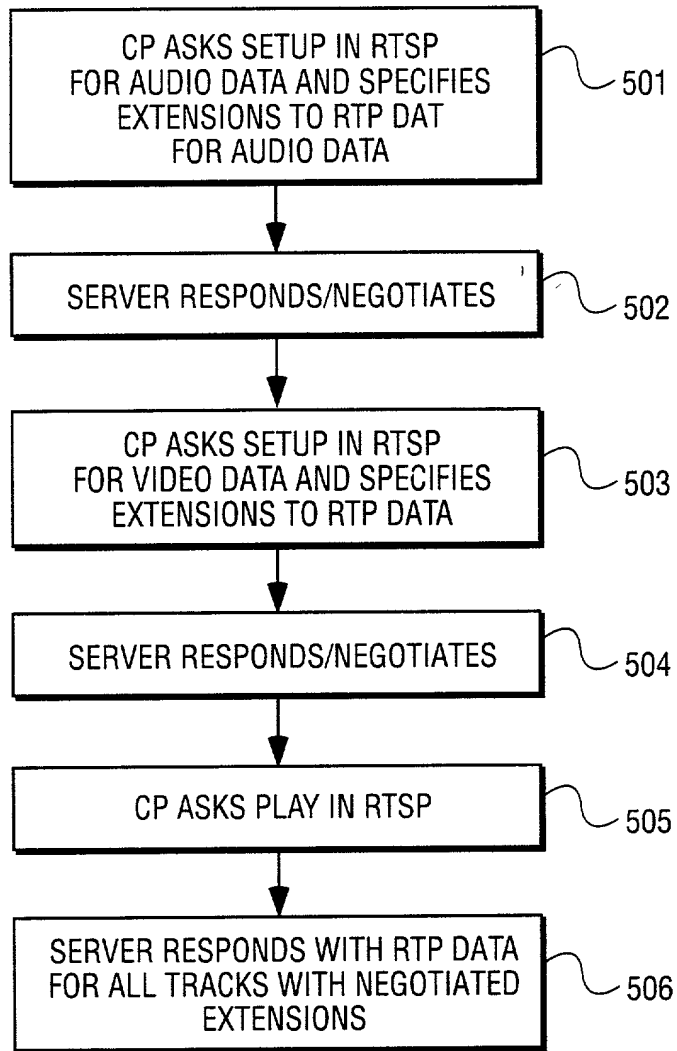 CP ASKS SETUP IN RTSP
FOR AUDIO DATA AND SPECIFIES
EXTENSIONS TO RTP DAT
FOR AUDIO DATA
501
SERVER RESPONDS/NEGOTIATES
502
CP ASKS SETUP IN RTSP
FOR VIDEO DATA AND SPECIFIES
EXTENSIONS TO RTP DATA
503
SERVER RESPONDS/NEGOTIATES
504
CP ASKS PLAY IN RTSP
505
SERVER RESPONDS WITH RTP DATA
FOR ALL TRACKS WITH NEGOTIATED
EXTENSIONS
506